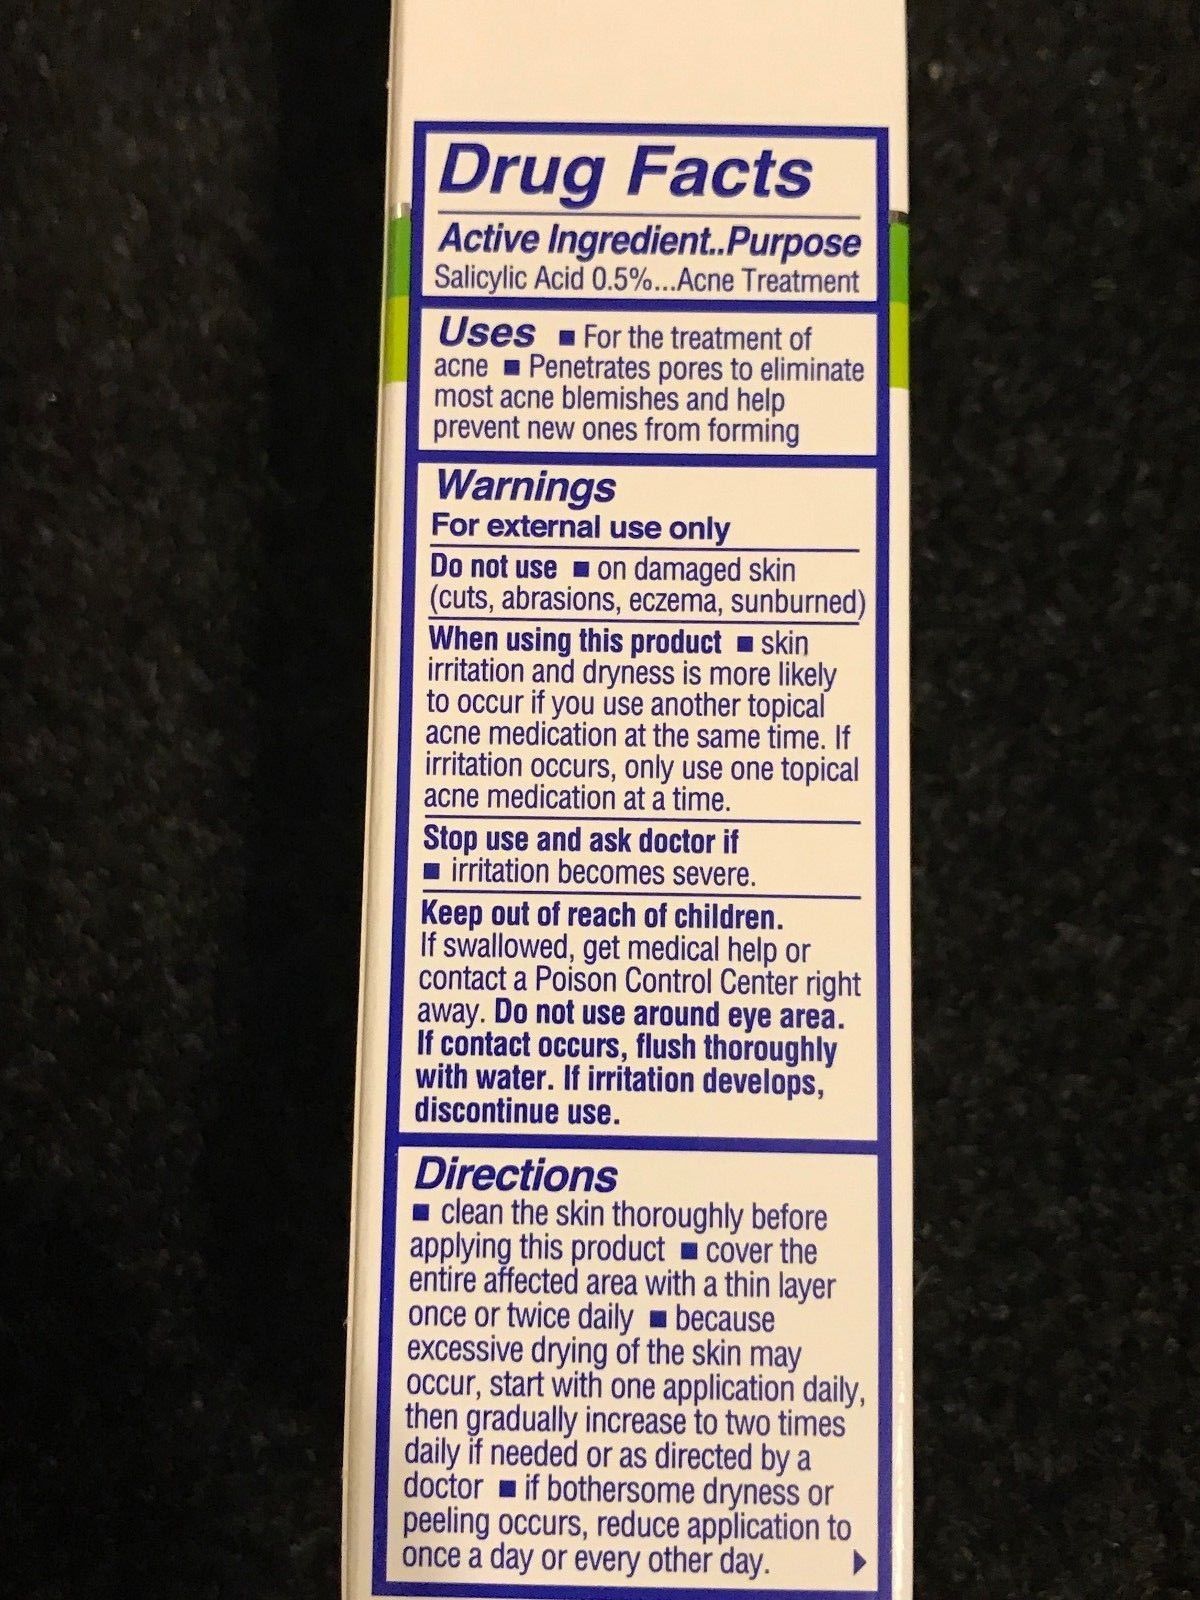 Drug Facts
Active Ingredient..Purpose
Salicylic Acid 0.5%...Acne Treatment
Uses ■ For the treatment of
acne ■ Penetrates pores to eliminate
most acne blemishes and help
prevent new ones from forming
Warnings
For external use only
Do not use ■ on damaged skin
(cuts, abrasions, eczema, sunburned)
When using this product ■ skin
irritation and dryness is more likely
to occur if you use another topical
acne medication at the same time. If
irritation occurs, only use one topical
acne medication at a time.
Stop use and ask doctor if
■ irritation becomes severe.
Keep out of reach of children.
If swallowed, get medical help or
contact a Poison Control Center right
away. Do not use around eye area.
If contact occurs, flush thoroughly
with water. If irritation develops,
discontinue use.
Directions
■ clean the skin thoroughly before
applying this product ■ cover the
entire affected area with a thin layer
once or twice daily ■ because
excessive drying of the skin may
occur, start with one application daily,
then gradually increase to two times
daily if needed or as directed by a
doctor ■ if bothersome dryness or
peeling occurs, reduce application to
once a day or every other day.